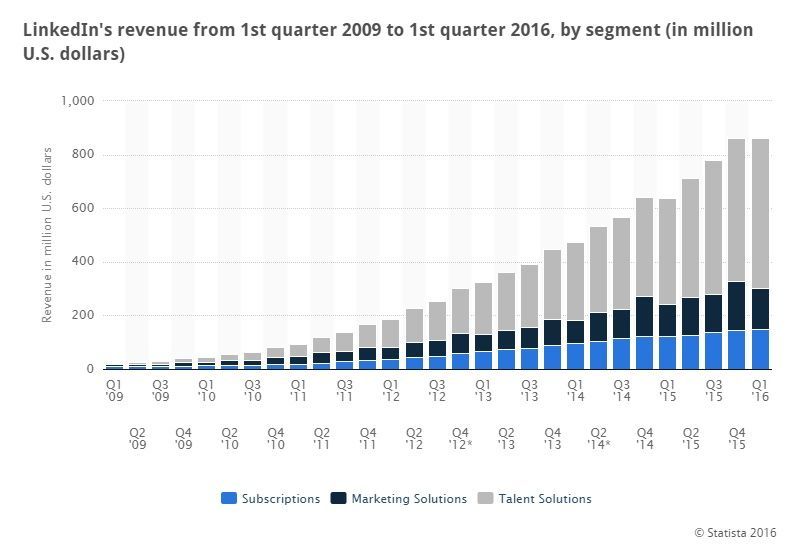 LinkedIn's revenue from 1st quarter 2009 to 1st quarter 2016, by segment (in million
U.S. dollars)
Revenue in million U.S. dollars
1,000
800
600
400
200
0
Q1 '09
Q2 '09
Q3 '09
Q4 '09
Q1 '10
Q2 '10
Q3 '10
Q4 '10
Q1 '11
Q2 '11
Q3 '11
Q4 '11
Q1 '12
Q2 '12
Q3 '12
Q4 '12*
Q1 '13
Q2 '13
Q3 '13
Q4 '13
Q1 '14
Q2 '14*
Q3 '14
Q4 '14
Q1 '15
Q2 '15
Q3 '15
Q4 '15
Q1 '16
Subscriptions Marketing Solutions Talent Solutions
© Statista 2016